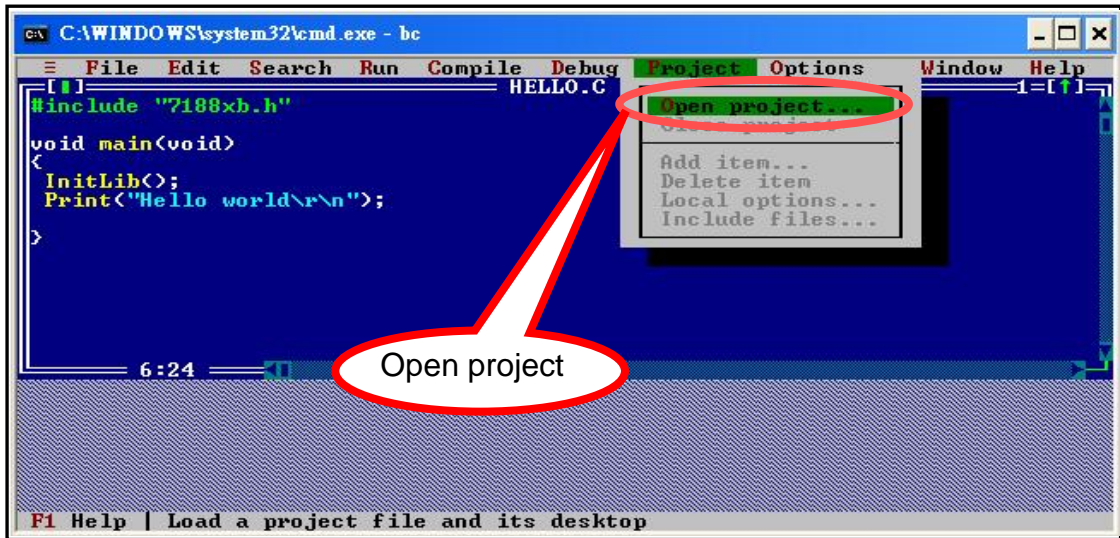 C:\WINDOWS\system32\cmd.exe - bc
≡ File Edit Search Run Compile Debug Project Options Window Help
HELLO.C 1=[↑]
#include "7188xb.h"
Open project...
Close project
void main(void)
{
Add item...
InitLib();
Delete item
Print("Hello world\r\n");
Local options...
Include files...
}
Open project
6:24
F1 Help | Load a project file and its desktop